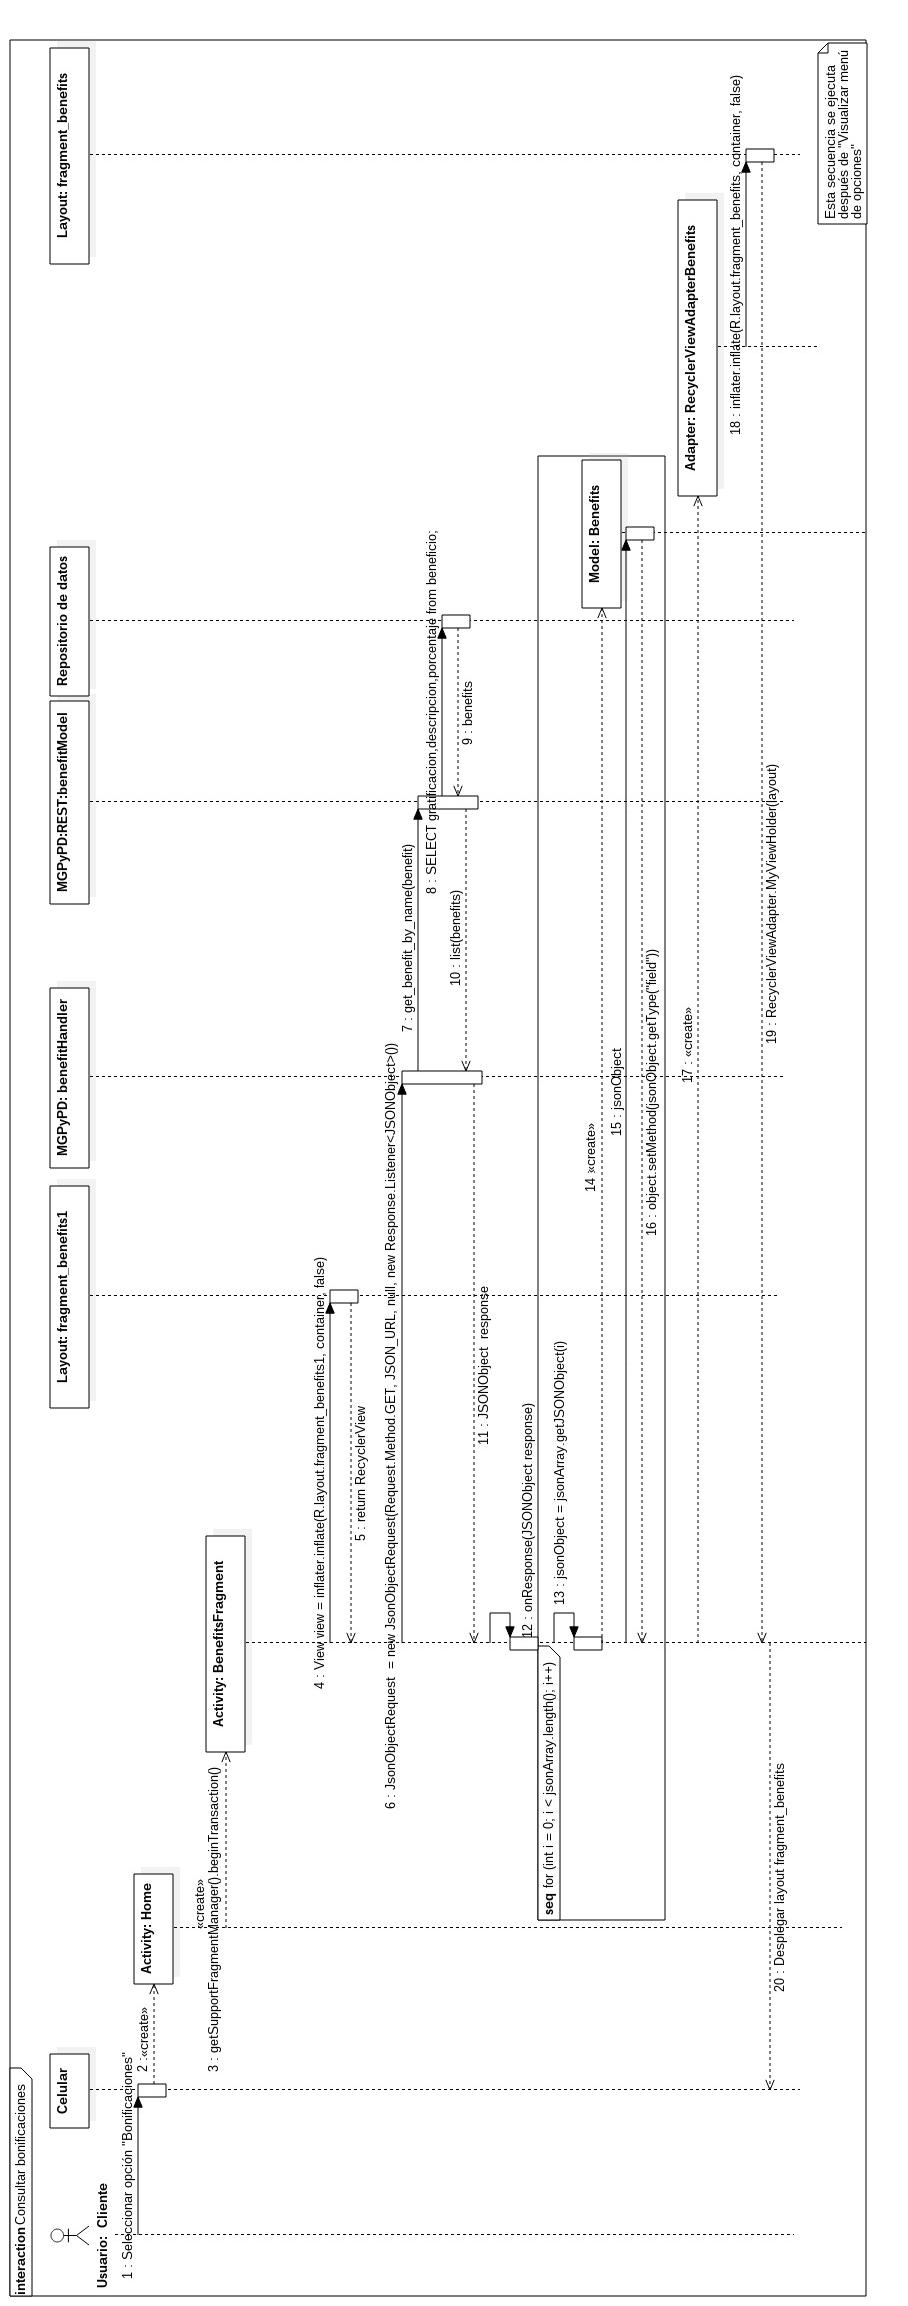 interaction Consultar bonificaciones
Usuario: Cliente
Celular
Activity: Home
Activity: BenefitsFragment
Layout: fragment_benefits1
MGPyPD: benefitHandler
MGPyPD:REST:benefitModel
Repositorio de datos
Layout: fragment_benefits
1 : Seleccionar opción "Bonificaciones"
2 :«create»
«create»
3 : getSupportFragmentManager().beginTransaction()
4 : View view = inflater.inflate(R.layout.fragment_benefits1, container, false)
5 : return RecyclerView
6 : JsonObjectRequest = new JsonObjectRequest(Request.Method.GET, JSON_URL, null, new Response.Listener<JSONObject>())
7 : get_benefit_by_name(benefit)
8 : SELECT gratificacion,descripcion,porcentaje from beneficio;
9 : benefits
10 : list(benefits)
11 : JSONObject response
12 : onResponse(JSONObject response)
seq for (int i = 0; i < jsonArray.length(); i++)
13 : jsonObject = jsonArray.getJSONObject(i)
Model: Benefits
14 :«create»
15 : jsonObject
16 : object.setMethod(jsonObject.getType("field"))
Adapter: RecyclerViewAdapterBenefits
17 : «create»
18 : inflater.inflate(R.layout.fragment_benefits, container, false)
19 : RecyclerViewAdapter.MyViewHolder(layout)
20 : Desplegar layout fragment_benefits
Esta secuencia se ejecuta
después de "Visualizar menú
de opciones"